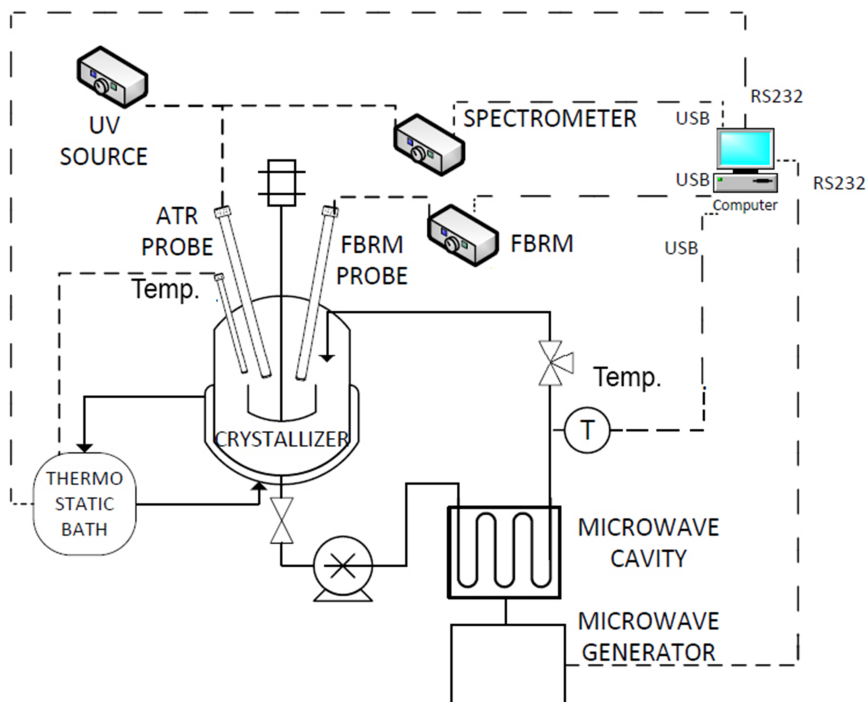 RS232
UV
SOURCE
SPECTROMETER
USB
USB
RS232
Computer
ATR
PROBE
FBRM
PROBE
FBRM
USB
Temp.
Temp.
T
CRYSTALLIZER
THERMO
STATIC
BATH
MICROWAVE
CAVITY
MICROWAVE
GENERATOR